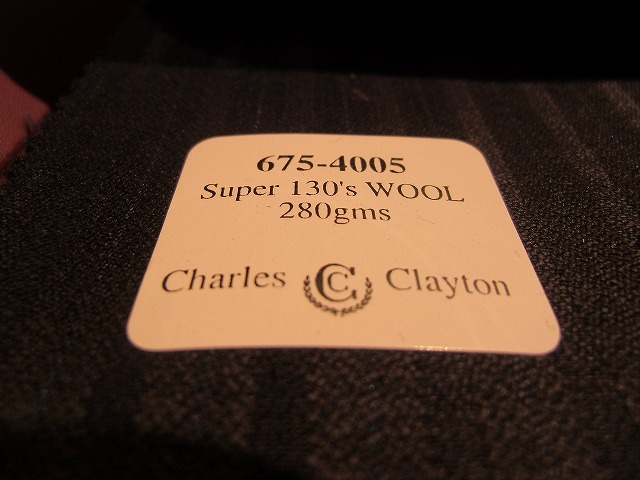 675-4005
Super 130's WOOL
280gms
Charles CC Clayton